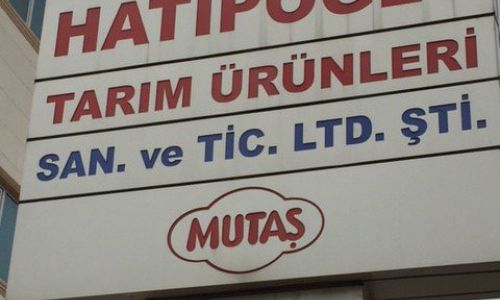 TARIM ÜRÜNLERİ
SAN. ve TİC. LTD. ŞTİ.
MUTAŞ